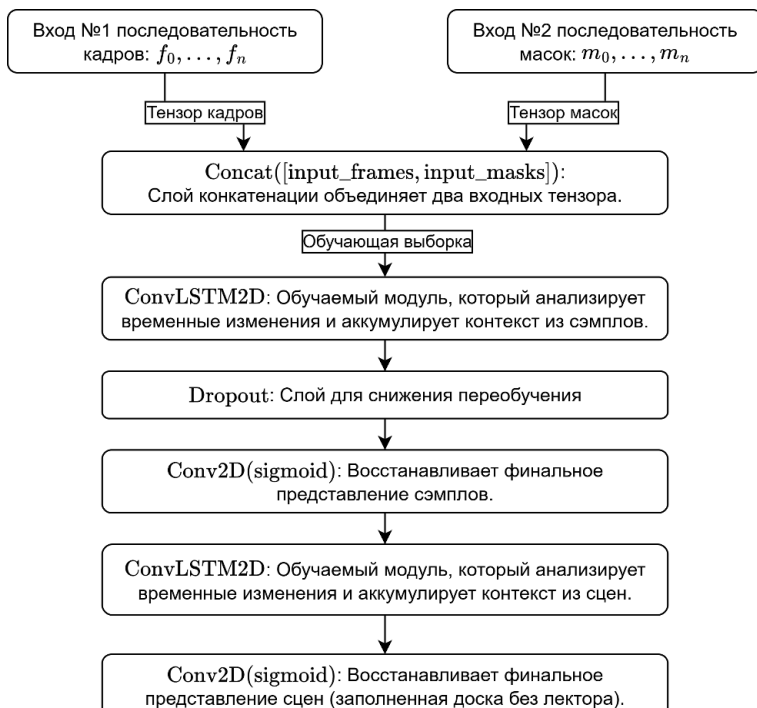 Вход №1 последовательность
кадров: f_0, . . . , f_n
Вход №2 последовательность
масок: m_0, . . . , m_n
Тензор кадров
Тензор масок
Concat([input_frames, input_masks]):
Слой конкатенации объединяет два входных тензора.
Обучающая выборка
ConvLSTM2D: Обучаемый модуль, который анализирует
временные изменения и аккумулирует контекст из сэмплов.
Dropout: Слой для снижения переобучения
Conv2D(sigmoid): Восстанавливает финальное
представление сэмплов.
ConvLSTM2D: Обучаемый модуль, который анализирует
временные изменения и аккумулирует контекст из сцен.
Conv2D(sigmoid): Восстанавливает финальное
представление сцен (заполненная доска без лектора).